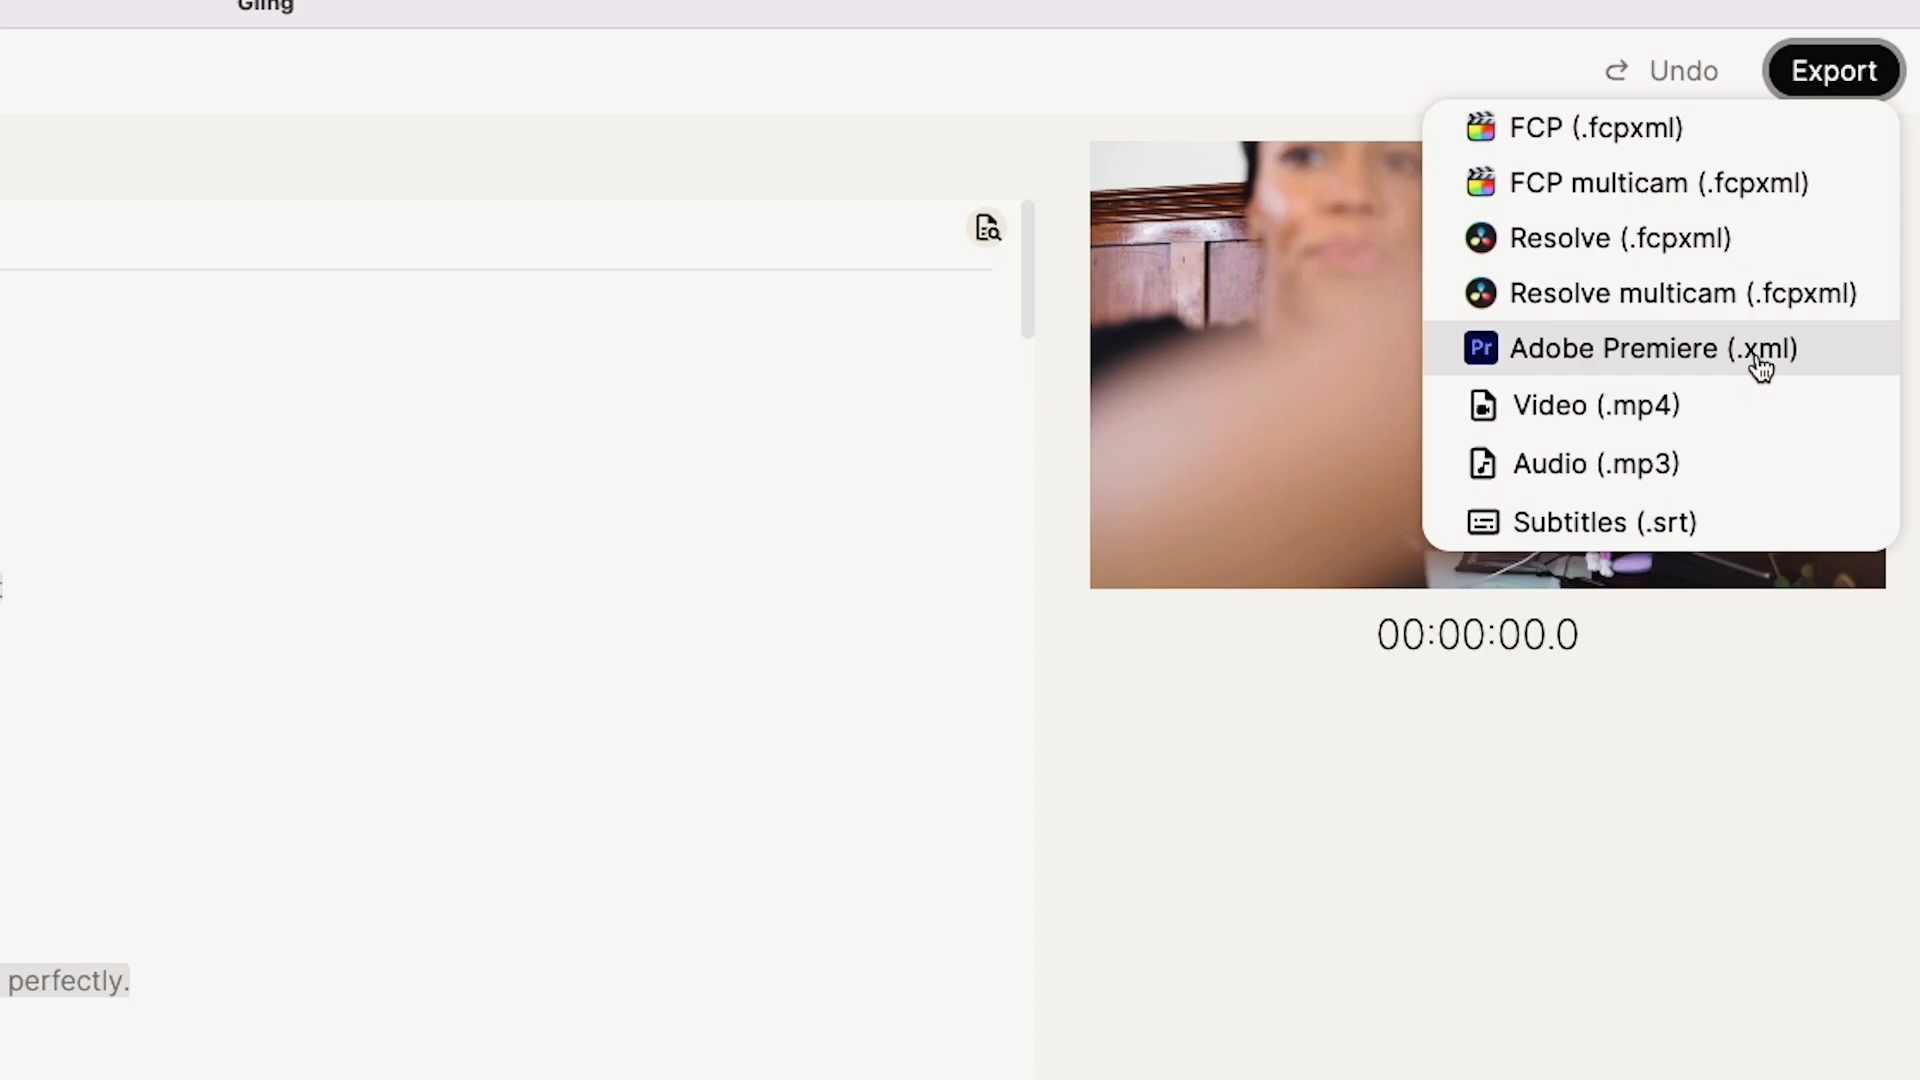 Gling
Undo
Export
FCP (.fcpxml)
FCP multicam (.fcpxml)
Resolve (.fcpxml)
Resolve multicam (.fcpxml)
Pr Adobe Premiere (.xml)
Video (.mp4)
Audio (.mp3)
Subtitles (.srt)
00:00:00.0
perfectly.